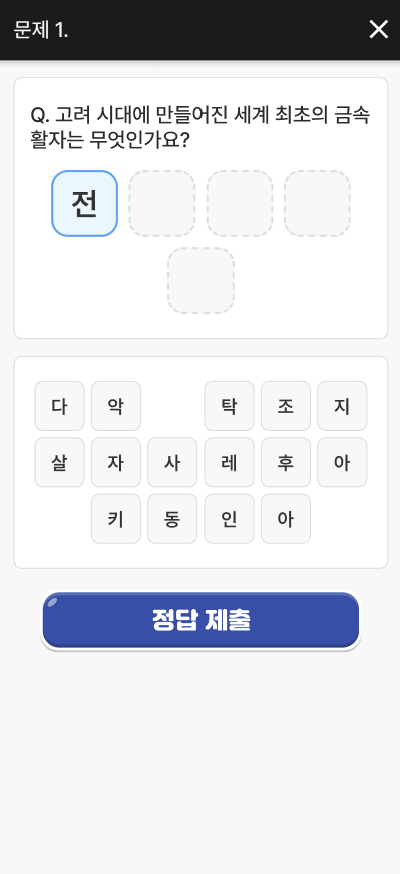 문제 1.
Q. 고려 시대에 만들어진 세계 최초의 금속
활자는 무엇인가요?
전
다 악 탁 조 지
살 자 사 레 후 아
키 동 인 아
정답 제출